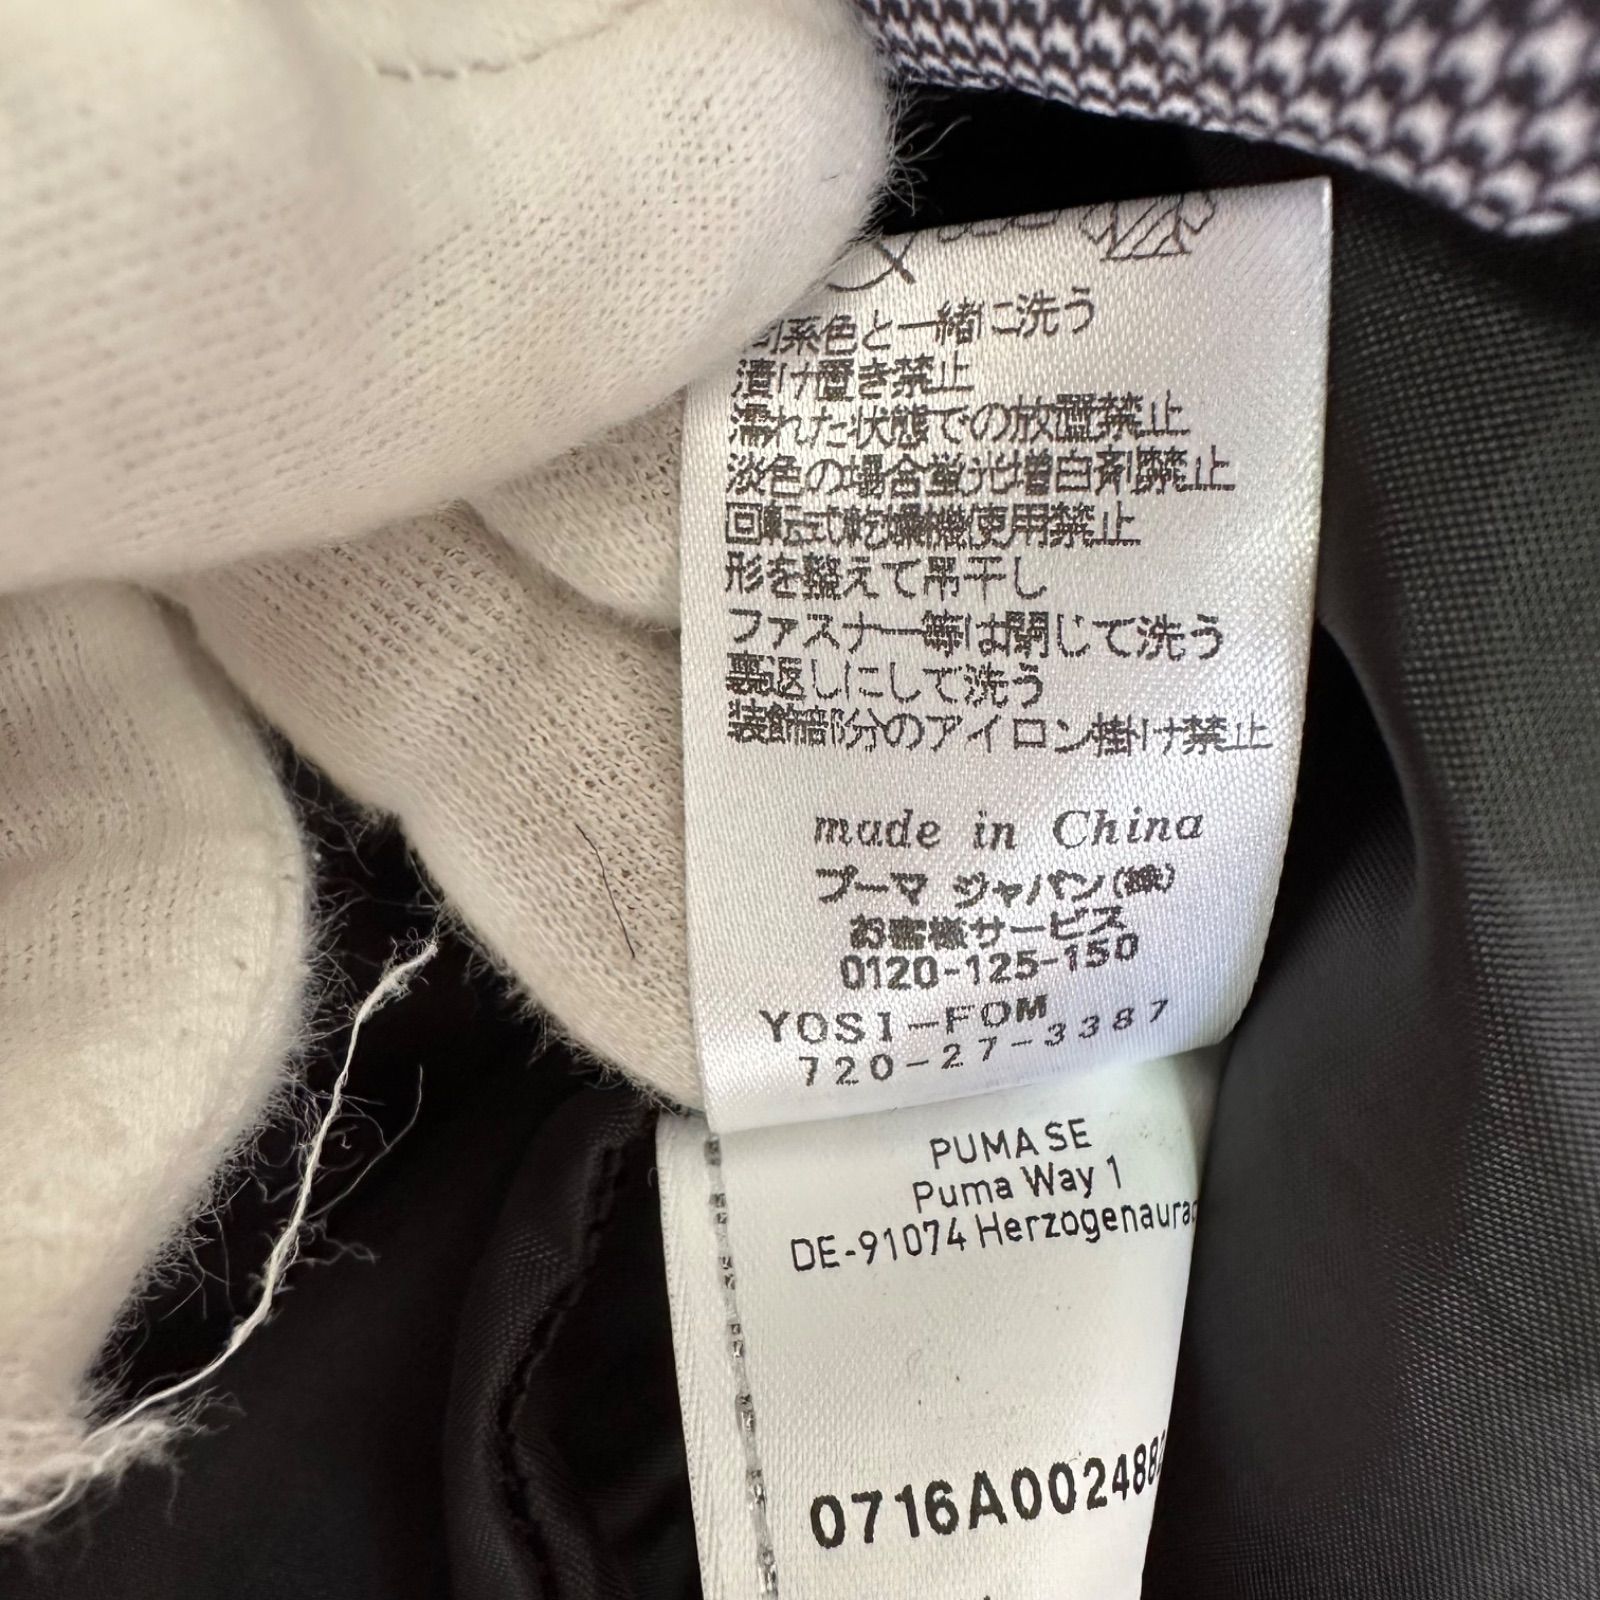 同系色と一緒に洗う
漬け置き禁止
濡れた状態での放置禁止
淡色の場合蛍光増白剤禁止
回転式乾燥機使用禁止
形を整えて吊干し
ファスナー等は閉じて洗う
裏返しにして洗う
装飾部分のアイロン掛け禁止
made in China
プーマ ジャパン(株)
お客様サービス
0120-125-150
YOSI-FOM
720-27-3387
PUMA SE
Puma Way 1
DE-91074 Herzogenaurac
0716A002488